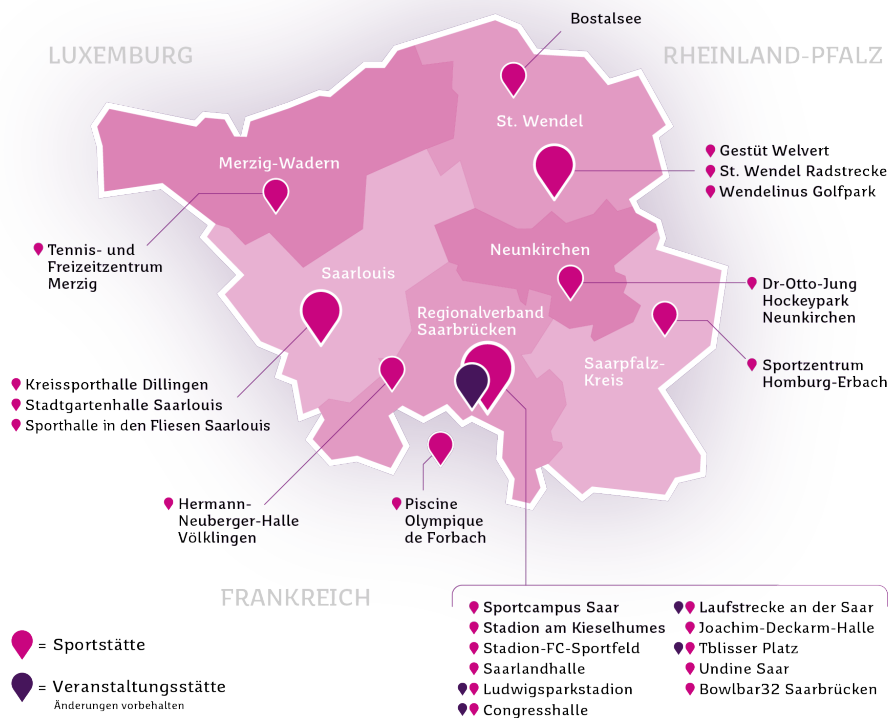 Bostalsee
LUXEMBURG
RHEINLAND-PFALZ
St. Wendel
Gestüt Welvert
St. Wendel Radstrecke
Wendelinus Golfpark
Merzig-Wadern
Tennis- und
Freizeitzentrum
Merzig
Neunkirchen
Saarlouis
Dr-Otto-Jung
Hockeypark
Neunkirchen
Regionalverband
Saarbrücken
Saarpfalz-
Kreis
Sportzentrum
Homburg-Erbach
Kreissporthalle Dillingen
Stadtgartenhalle Saarlouis
Sporthalle in den Fliesen Saarlouis
Hermann-
Neuberger-Halle
Völklingen
Piscine
Olympique
de Forbach
FRANKREICH
Sportcampus Saar
Stadion am Kieselhumes
Stadion-FC-Sportfeld
Saarlandhalle
Ludwigsparkstadion
Congresshalle
Laufstrecke an der Saar
Joachim-Deckarm-Halle
Tblisser Platz
Undine Saar
Bowlbar32 Saarbrücken
= Sportstätte
= Veranstaltungsstätte
Änderungen vorbehalten